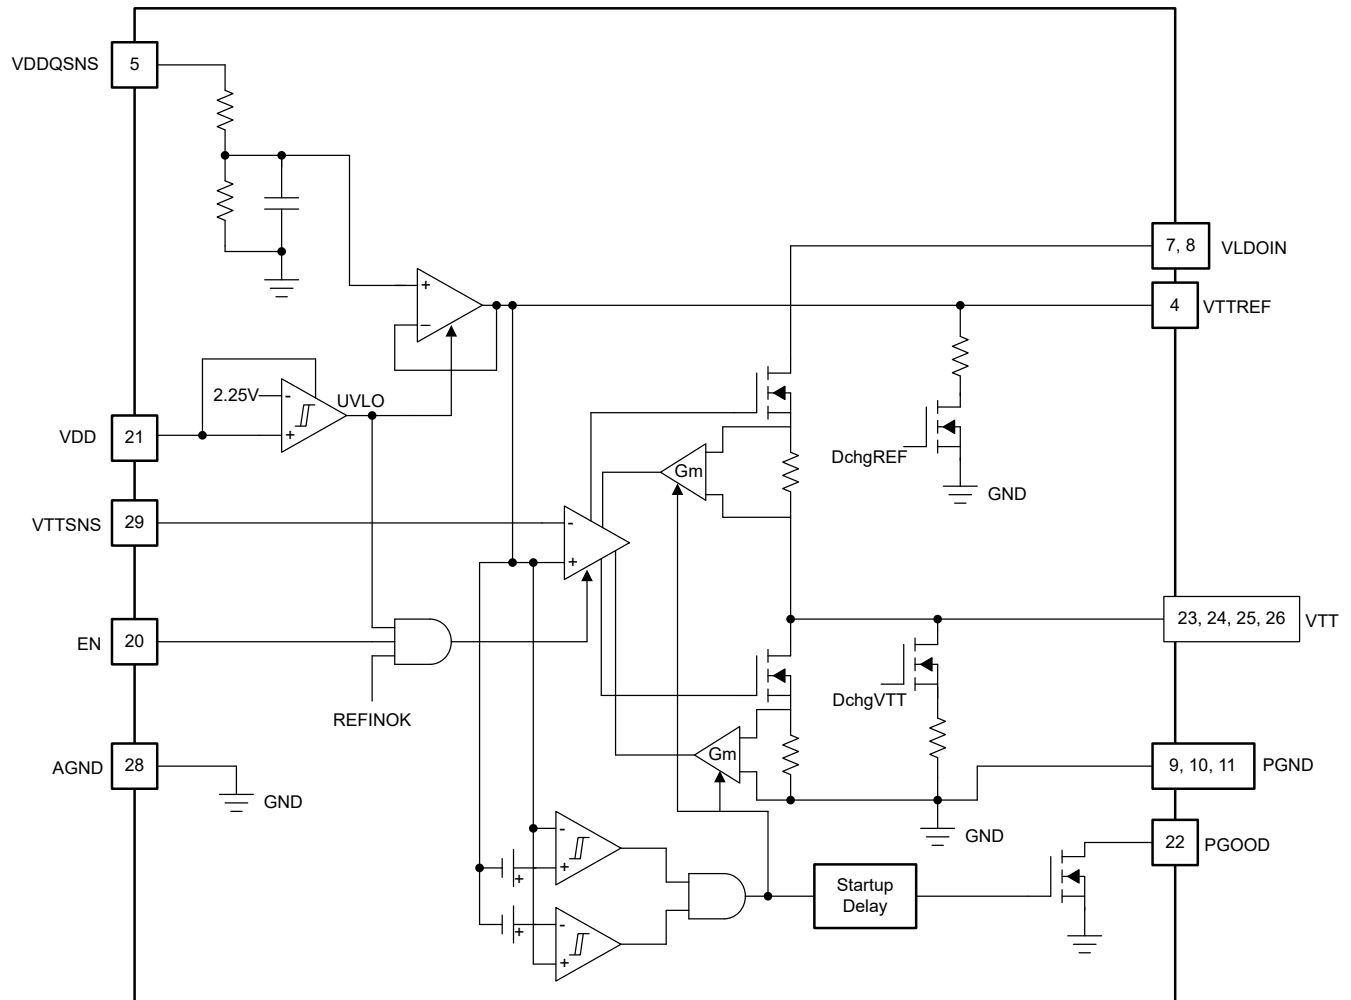 VDDQSNS
5
7, 8
VLDOIN
+
4
VTTREF
–
2.25V
-
UVLO
+
VDD
21
DchgREF
Gm
GND
VTTSNS
29
-
+
23, 24, 25, 26
VTT
EN
20
DchgVTT
REFINOK
Gm
AGND
28
GND
9, 10, 11
PGND
GND
22
PGOOD
-
+
+
Startup
Delay
-
+
+